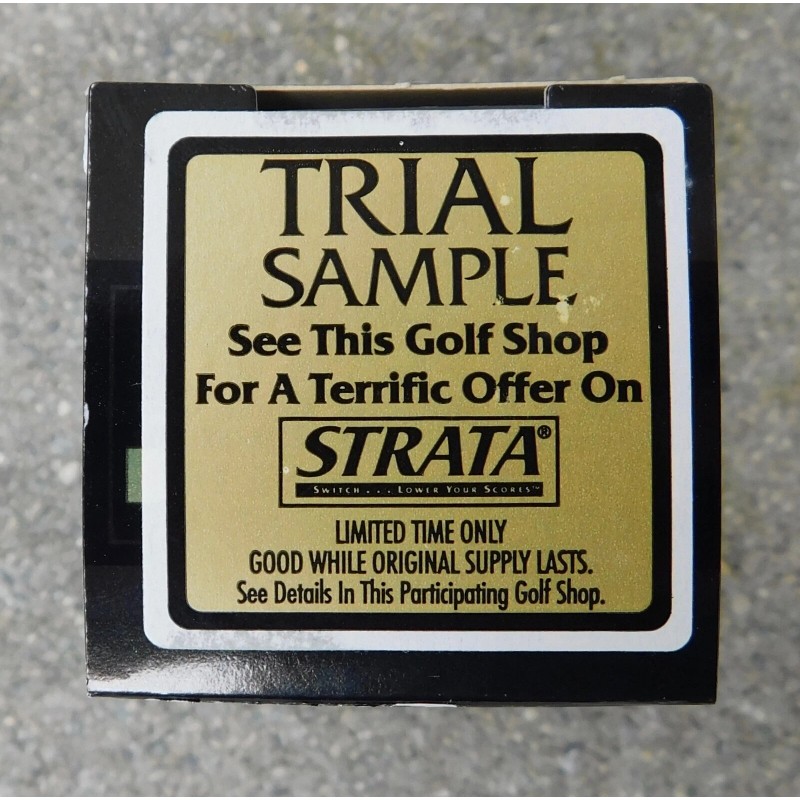 TRIAL
SAMPLE
See This Golf Shop
For A Terrific Offer On
STRATA®
SWITCH... LOWER YOUR SCORES™
LIMITED TIME ONLY
GOOD WHILE ORIGINAL SUPPLY LASTS.
See Details In This Participating Golf Shop.